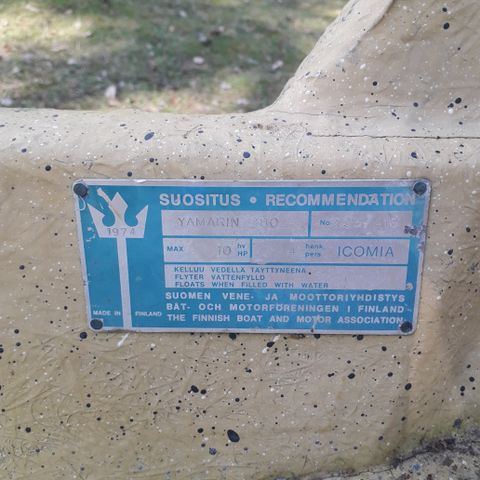 SUOSITUS • RECOMMENDATION
1974
YAMARIN
No
MAX 10 hv HP 4 henk pers ICOMIA
KELLUU VEDELLÄ TÄYTTYNEENÄ
FLYTER VATTENFYLLD
FLOATS WHEN FILLED WITH WATER
SUOMEN VENE- JA MOOTTORIYHDISTYS
BÅT- OCH MOTORFÖRENINGEN I FINLAND
THE FINNISH BOAT AND MOTOR ASSOCIATION
MADE IN FINLAND